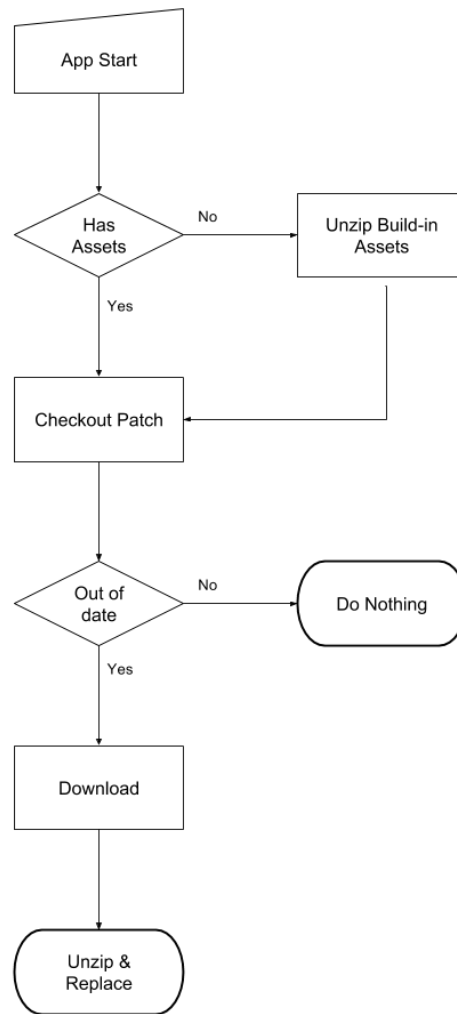 App Start
Has
Assets
No
Unzip Build-in
Assets
Yes
Checkout Patch
Out of
date
No
Do Nothing
Yes
Download
Unzip &
Replace